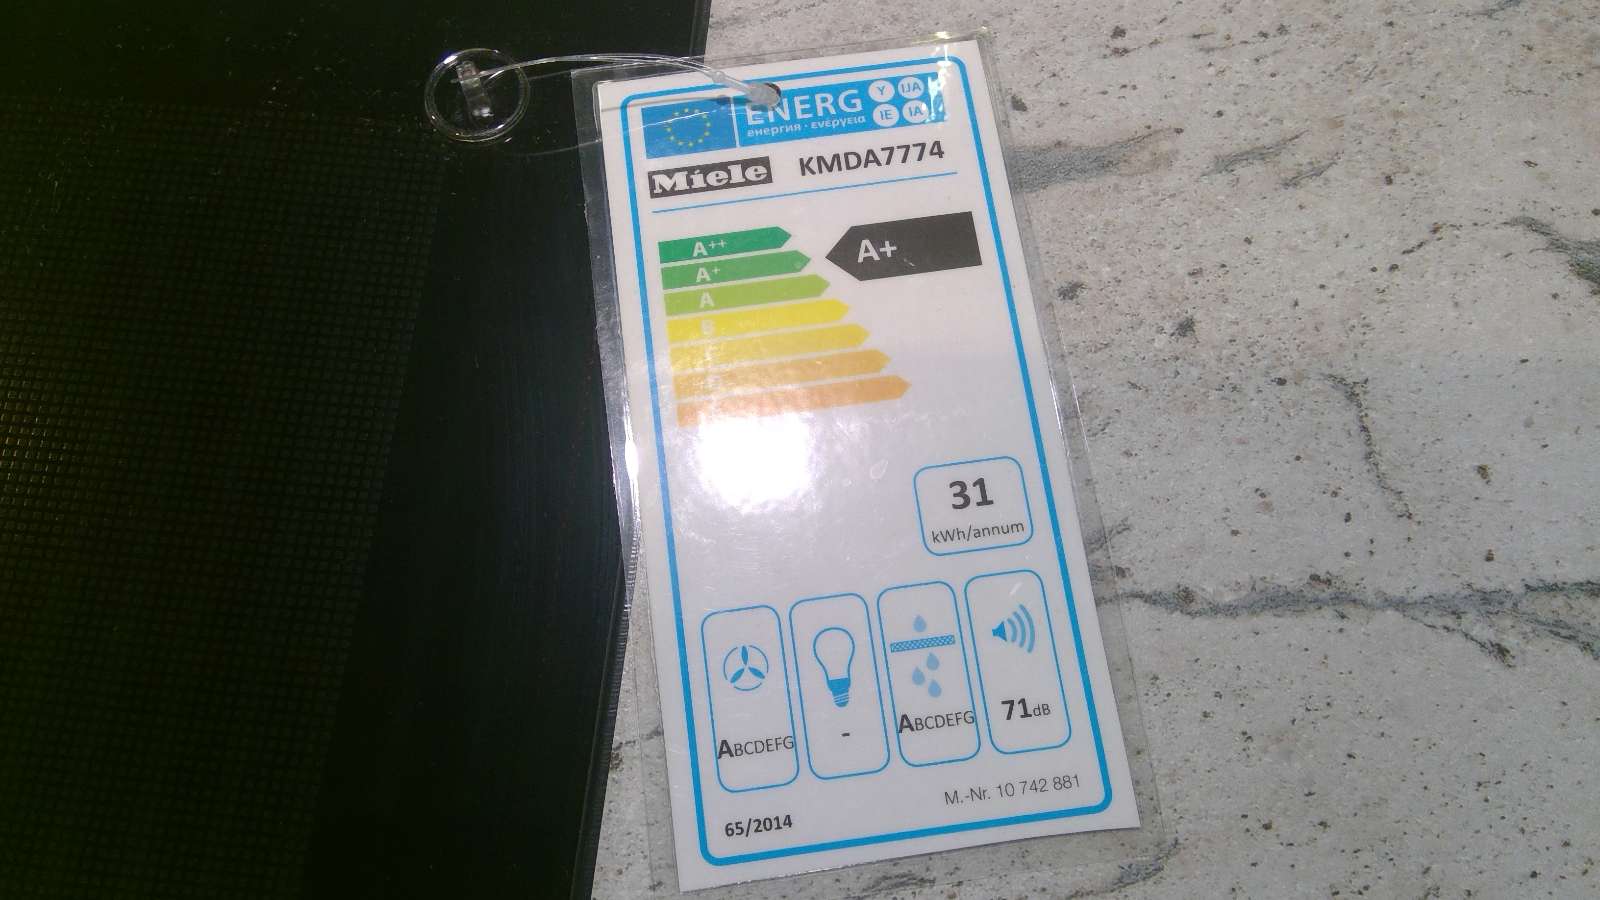 ENERG Y IJA
енергия · ενέργεια IE IA
Miele KMDA7774
A++
A+ A+
A
B
31
kWh/annum
ABCDEFG
-
ABCDEFG
71dB
M.-Nr. 10 742 881
65/2014